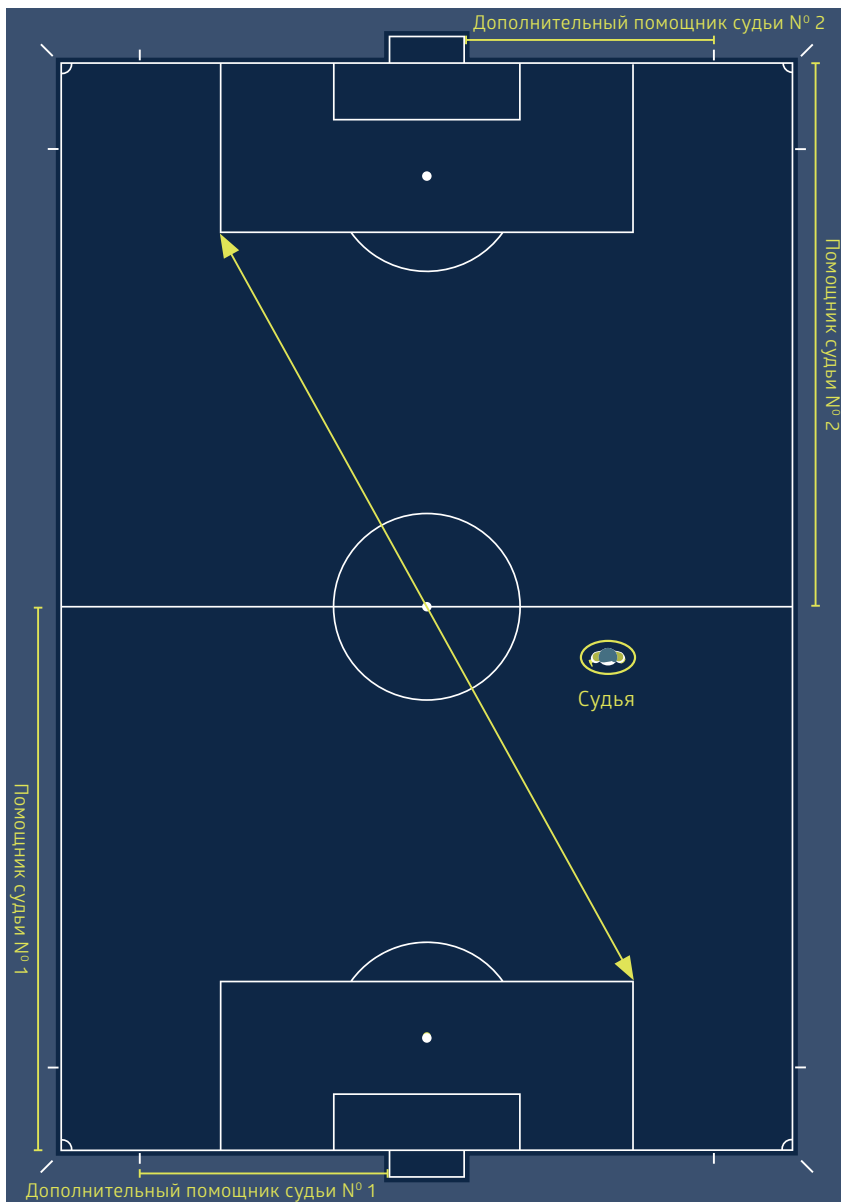 Дополнительный помощник судьи № 2
Помощник судьи № 2
Судья
Помощник судьи № 1
Дополнительный помощник судьи № 1